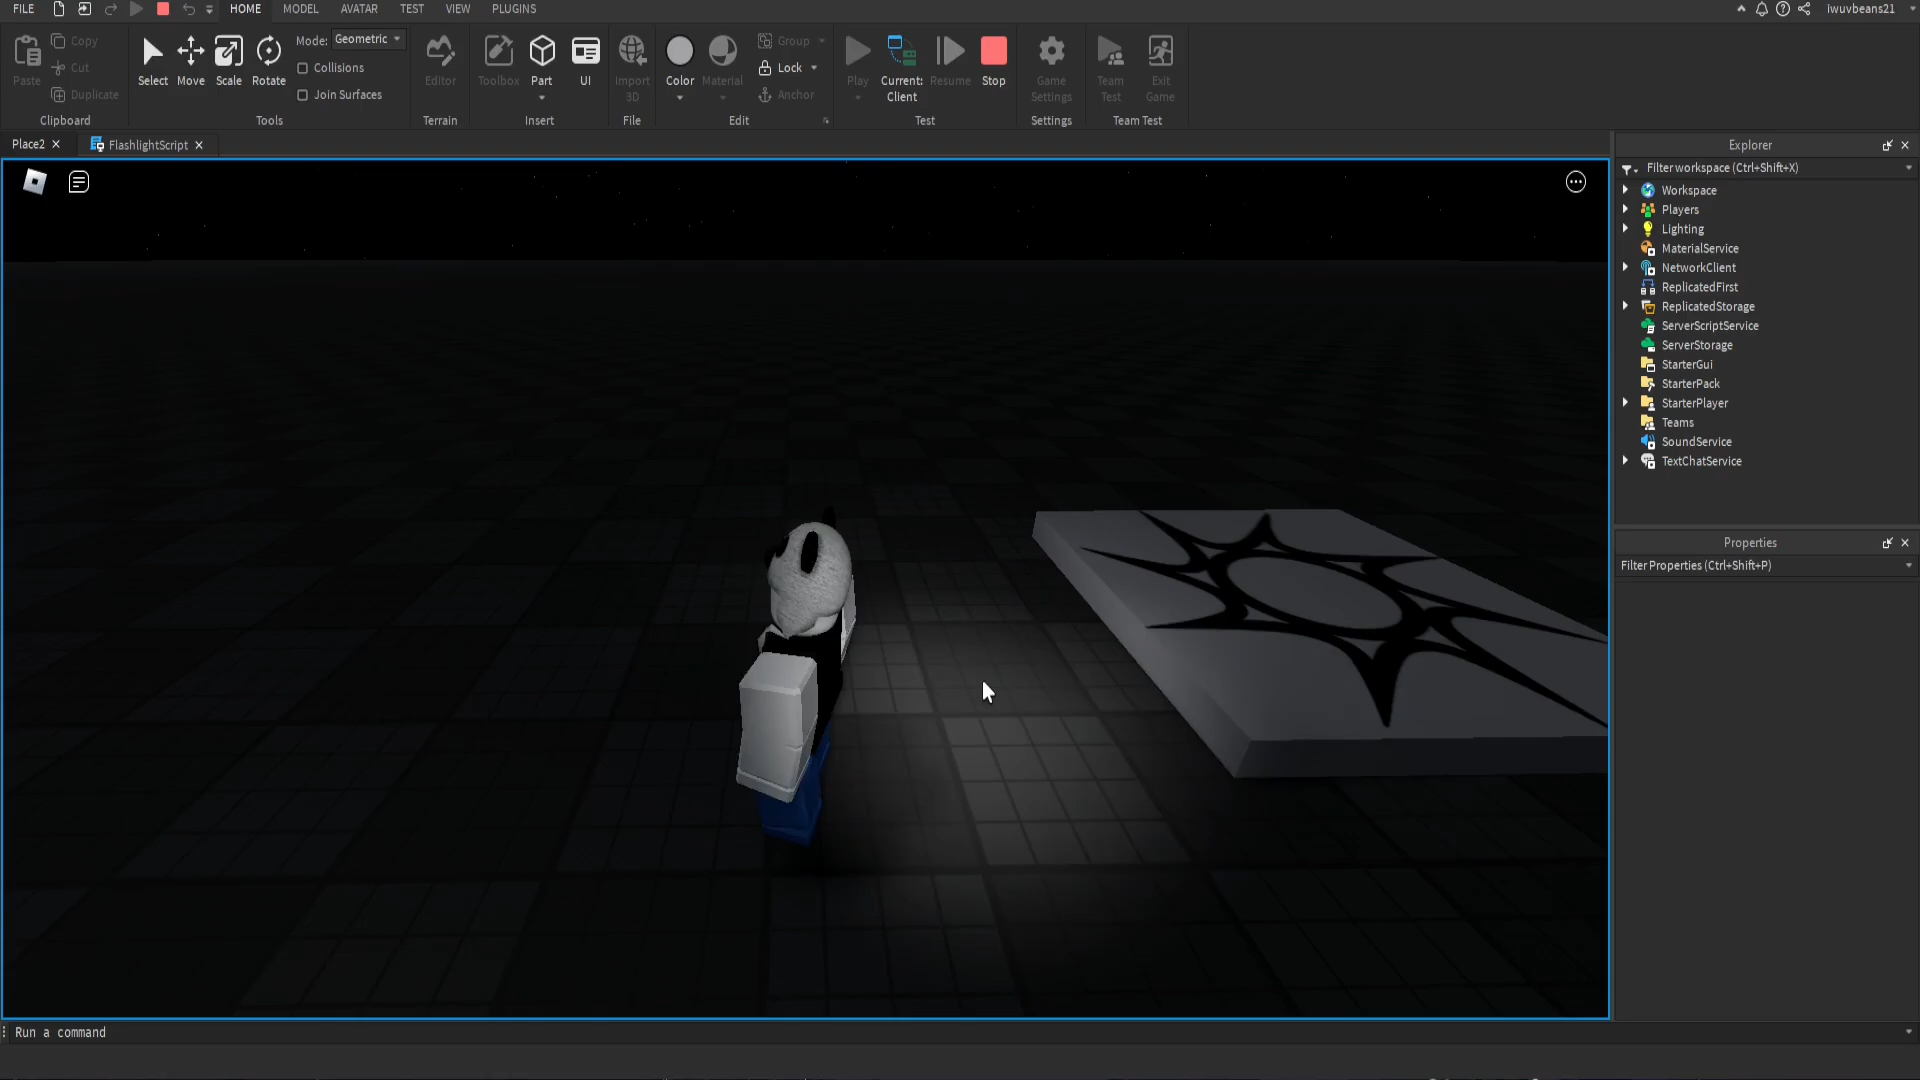 FILE HOME MODEL AVATAR TEST VIEW PLUGINS iwuvbeans21
Paste Copy Cut Duplicate Clipboard
Select Move Scale Rotate Mode: Geometric Collisions Join Surfaces Tools
Editor Terrain
Toolbox Part UI Insert
Import 3D File
Color Material Group Lock Anchor Edit
Play Current: Client Resume Stop Test
Game Settings Settings
Team Test Exit Game Team Test
Place2 FlashlightScript
Explorer
Filter workspace (Ctrl+Shift+X)
Workspace
Players
Lighting
MaterialService
NetworkClient
ReplicatedFirst
ReplicatedStorage
ServerScriptService
ServerStorage
StarterGui
StarterPack
StarterPlayer
Teams
SoundService
TextChatService
Properties
Filter Properties (Ctrl+Shift+P)
Run a command